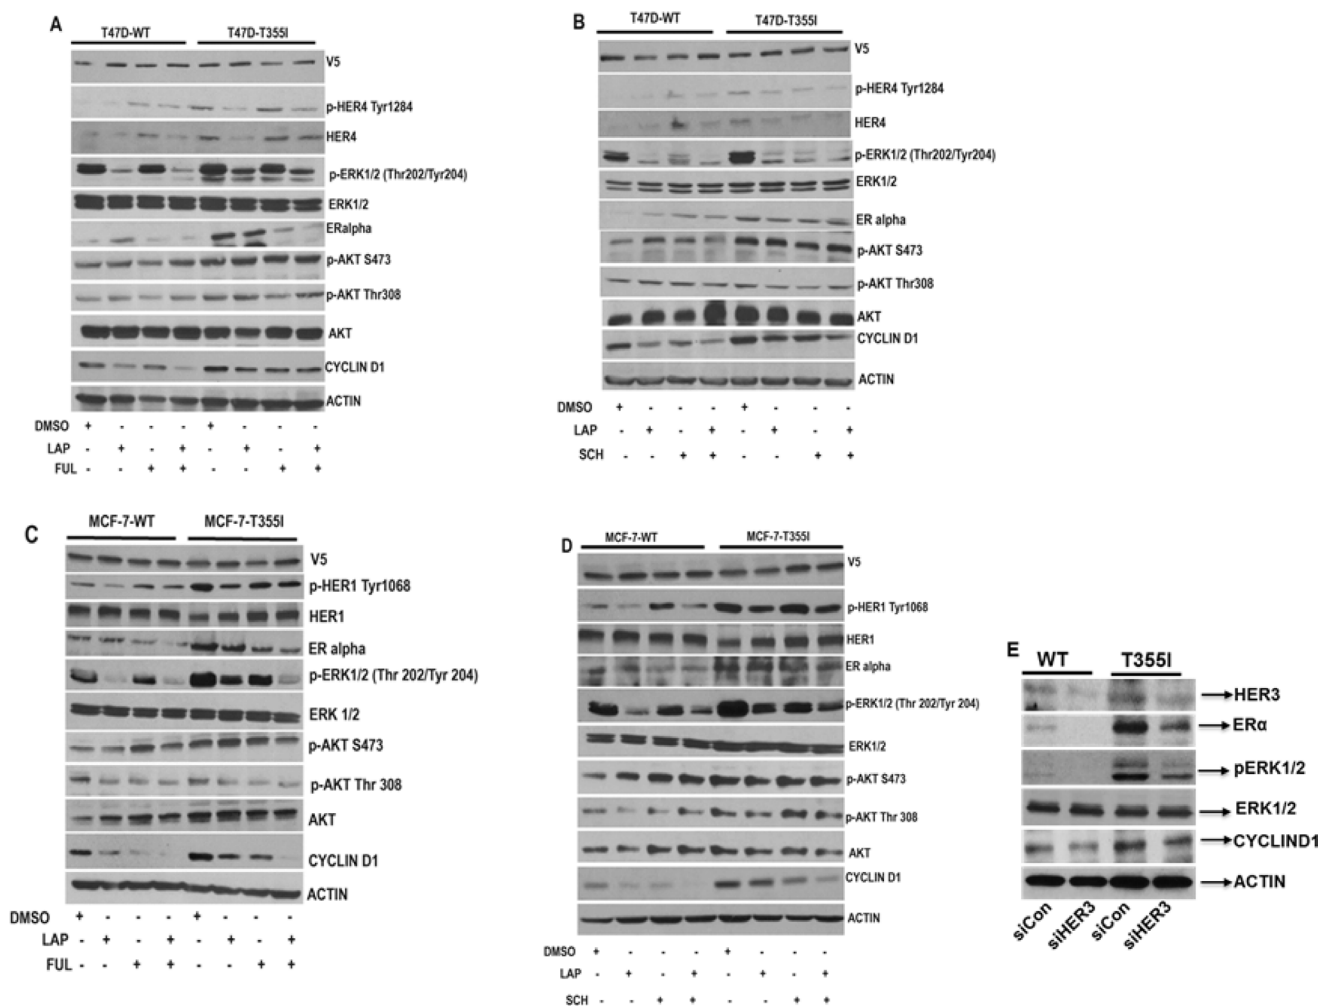 A
T47D-WT T47D-T355I
V5
p-HER4 Tyr1284
HER4
p-ERK1/2 (Thr202/Tyr204)
ERK1/2
ERalpha
p-AKT S473
p-AKT Thr308
AKT
CYCLIN D1
ACTIN
DMSO + - - - + - - -
LAP - + - + - + - +
FUL - - + + - - + +
B
T47D-WT T47D-T355I
V5
p-HER4 Tyr1284
HER4
p-ERK1/2 (Thr202/Tyr204)
ERK1/2
ER alpha
p-AKT S473
p-AKT Thr308
AKT
CYCLIN D1
ACTIN
DMSO + - - - + - - -
LAP - + - + - + - +
SCH - - + + - - + +
C
MCF-7-WT MCF-7-T355I
V5
p-HER1 Tyr1068
HER1
ER alpha
p-ERK1/2 (Thr 202/Tyr 204)
ERK 1/2
p-AKT S473
p-AKT Thr 308
AKT
CYCLIN D1
ACTIN
DMSO + - - - + - - -
LAP - + - + - + - +
FUL - - + + - - + +
D
MCF-7-WT MCF-7-T355I
V5
p-HER1 Tyr1068
HER1
ER alpha
p-ERK1/2 (Thr 202/Tyr 204)
ERK1/2
p-AKT S473
p-AKT Thr 308
AKT
CYCLIN D1
ACTIN
DMSO + - - - + - - -
LAP - + - + - + - +
SCH - - + + - - + +
E
WT T355I
HER3
ERα
pERK1/2
ERK1/2
CYCLIND1
ACTIN
siCon siHER3 siCon siHER3